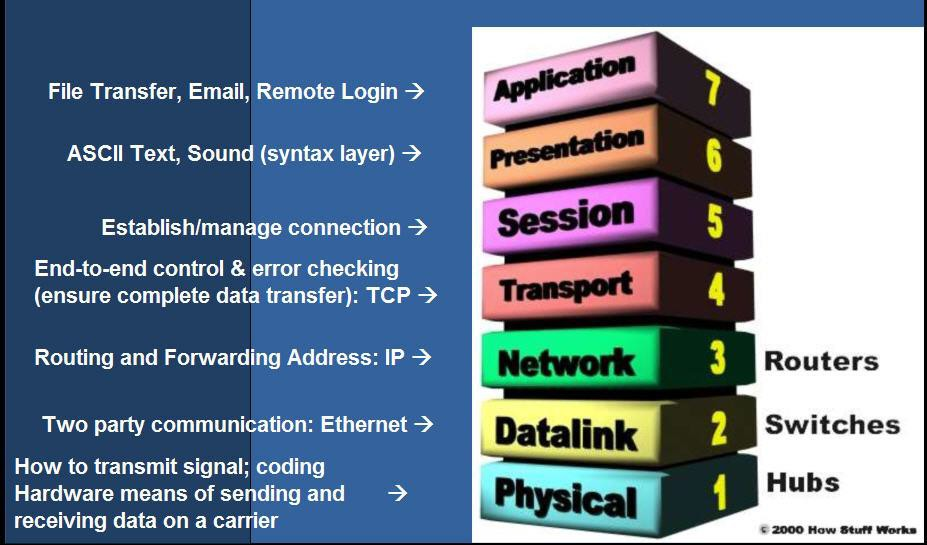 File Transfer, Email, Remote Login →
Application 7
ASCII Text, Sound (syntax layer) →
Presentation 6
Establish/manage connection →
Session 5
End-to-end control & error checking
(ensure complete data transfer): TCP →
Transport 4
Routing and Forwarding Address: IP →
Network 3 Routers
Two party communication: Ethernet →
Datalink 2 Switches
How to transmit signal; coding
Hardware means of sending and →
receiving data on a carrier
Physical 1 Hubs
© 2000 How Stuff Works